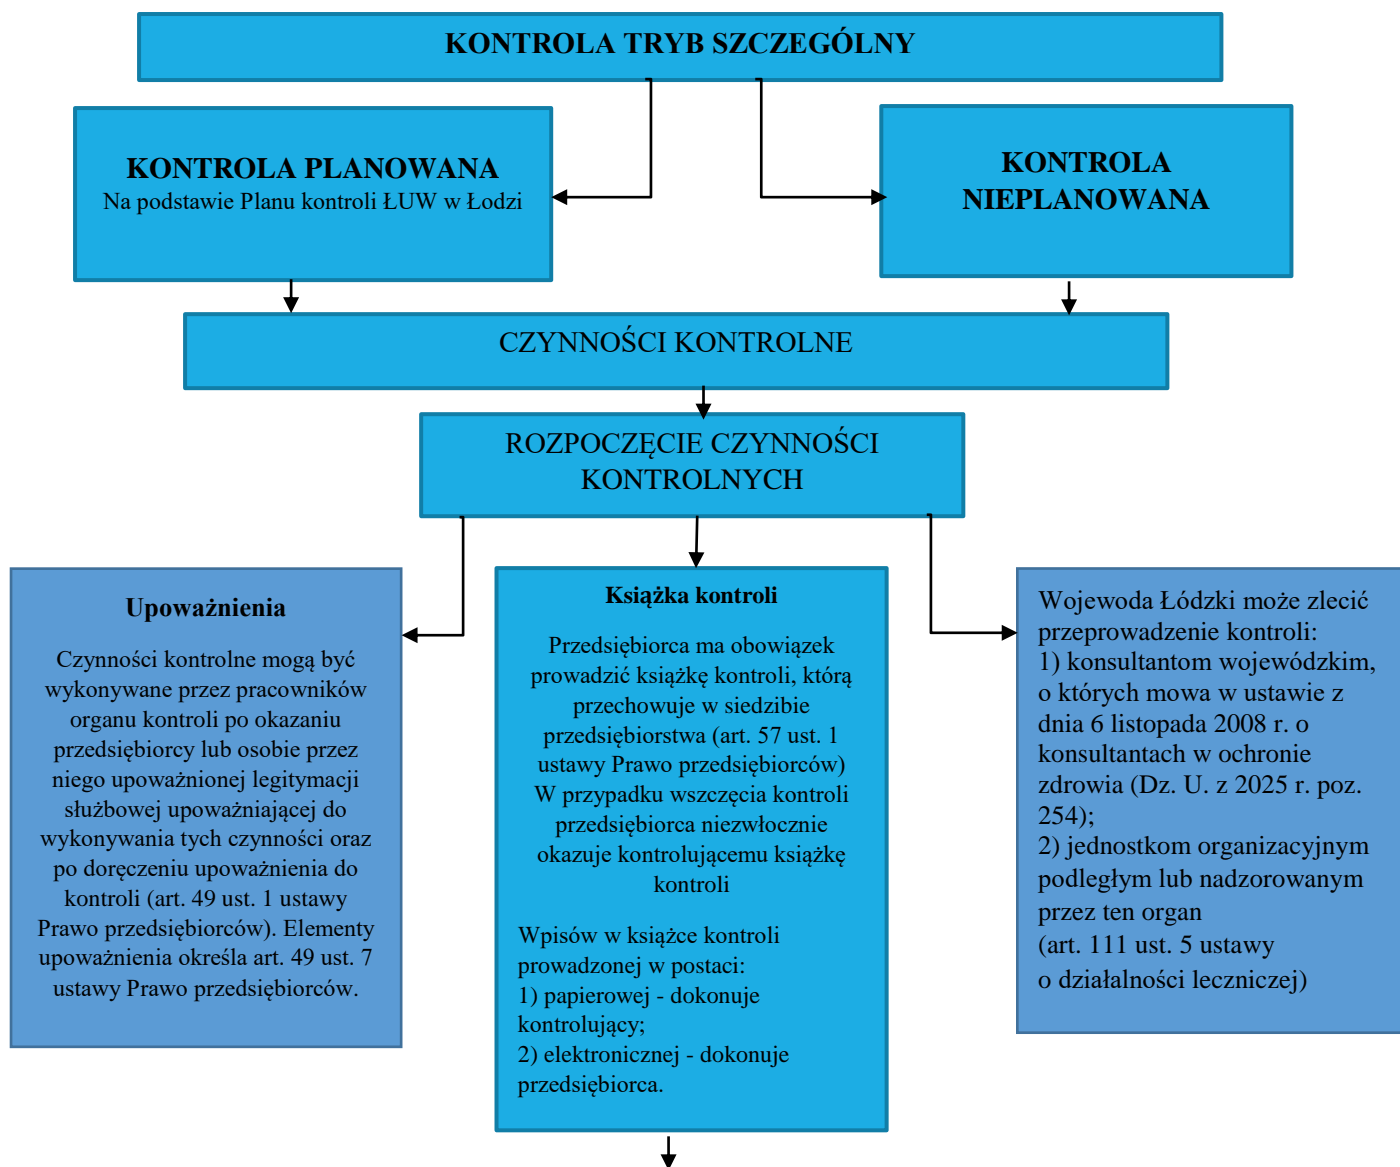 KONTROLA TRYB SZCZEGÓLNY
KONTROLA PLANOWANA
Na podstawie Planu kontroli ŁUW w Łodzi
KONTROLA
NIEPLANOWANA
CZYNNOŚCI KONTROLNE
ROZPOCZĘCIE CZYNNOŚCI
KONTROLNYCH
Upoważnienia
Czynności kontrolne mogą być
wykonywane przez pracowników
organu kontroli po okazaniu
przedsiębiorcy lub osobie przez
niego upoważnionej legitymacji
służbowej upoważniającej do
wykonywania tych czynności oraz
po doręczeniu upoważnienia do
kontroli (art. 49 ust. 1 ustawy
Prawo przedsiębiorców). Elementy
upoważnienia określa art. 49 ust. 7
ustawy Prawo przedsiębiorców.
Książka kontroli
Przedsiębiorca ma obowiązek
prowadzić książkę kontroli, którą
przechowuje w siedzibie
przedsiębiorstwa (art. 57 ust. 1
ustawy Prawo przedsiębiorców)
W przypadku wszczęcia kontroli
przedsiębiorca niezwłocznie
okazuje kontrolującemu książkę
kontroli
Wpisów w książce kontroli
prowadzonej w postaci:
1) papierowej - dokonuje
kontrolujący;
2) elektronicznej - dokonuje
przedsiębiorca.
Wojewoda Łódzki może zlecić
przeprowadzenie kontroli:
1) konsultantom wojewódzkim,
o których mowa w ustawie z
dnia 6 listopada 2008 r. o
konsultantach w ochronie
zdrowia (Dz. U. z 2025 r. poz.
254);
2) jednostkom organizacyjnym
podległym lub nadzorowanym
przez ten organ
(art. 111 ust. 5 ustawy
o działalności leczniczej)